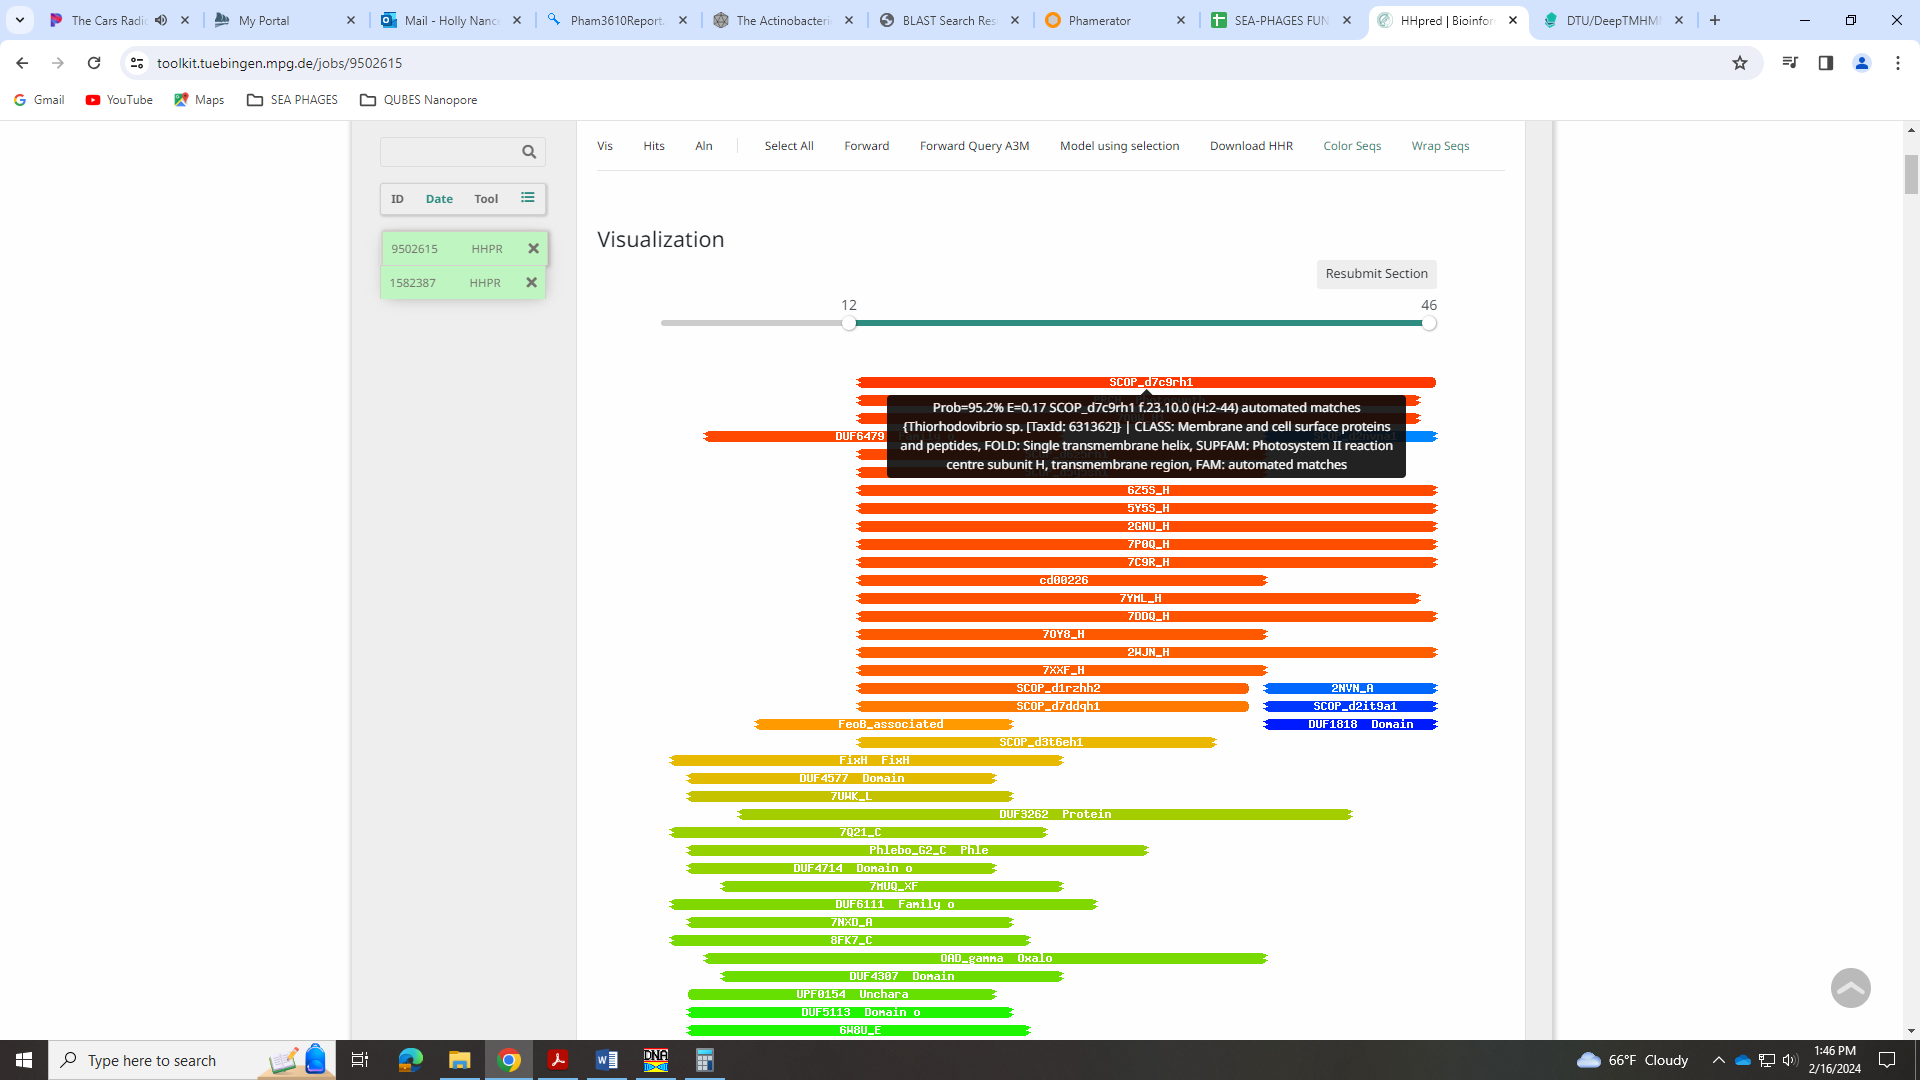 The Cars Radio
My Portal
Mail - Holly Nance
Pham3610Report.
The Actinobacteri
BLAST Search Res
Phamerator
SEA-PHAGES FUN
HHpred | Bioinfor
DTU/DeepTMHMM
toolkit.tuebingen.mpg.de/jobs/9502615
Gmail
YouTube
Maps
SEA PHAGES
QUBES Nanopore
Vis
Hits
Aln
Select All
Forward
Forward Query A3M
Model using selection
Download HHR
Color Seqs
Wrap Seqs
ID
Date
Tool
9502615
HHPR
1582387
HHPR
Visualization
Resubmit Section
12
46
SCOP_d7c9rh1
Prob=95.2% E=0.17 SCOP_d7c9rh1 f.23.10.0 (H:2-44) automated matches
{Thiorhodovibrio sp. [TaxId: 631362]} | CLASS: Membrane and cell surface proteins
and peptides, FOLD: Single transmembrane helix, SUPFAM: Photosystem II reaction
centre subunit H, transmembrane region, FAM: automated matches
DUF6479
6Z5S_H
5Y5S_H
2GNU_H
7P0Q_H
7C9R_H
cd00226
7YML_H
7DDQ_H
7OY8_H
2WJN_H
7XXF_H
SCOP_d1rzhh2
2NVN_A
SCOP_d7ddqh1
SCOP_d2it9a1
FeoB_associated
DUF1818 Domain
SCOP_d3t6eh1
FixH FixH
DUF4577 Domain
7UWK_L
DUF3262 Protein
7Q21_C
Phlebo_G2_C Phle
DUF4714 Domain o
7MUQ_XF
DUF6111 Family o
7NXD_A
8FK7_C
OAD_gamma Oxalo
DUF4307 Domain
UPF0154 Unchara
DUF5113 Domain o
6W8U_E
Type here to search
DNA
66°F Cloudy
1:46 PM
2/16/2024